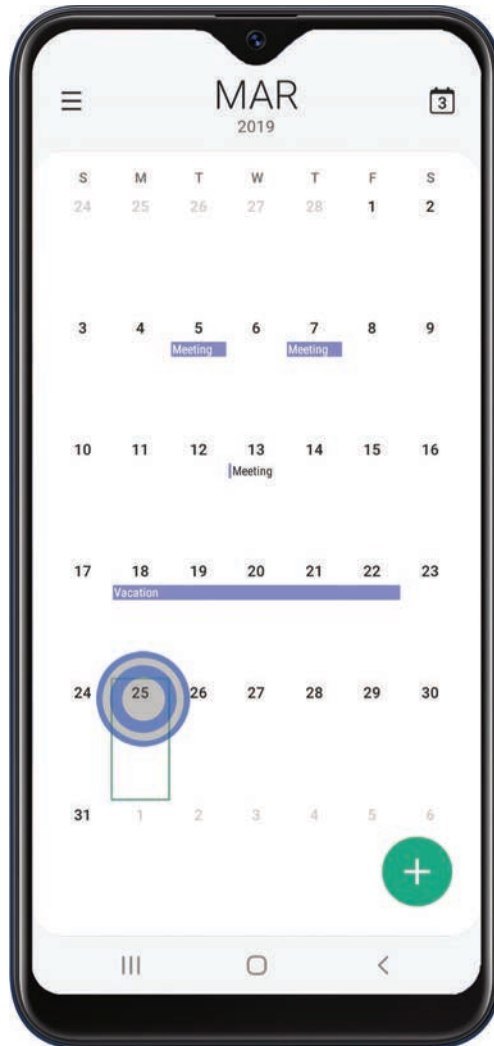 MAR
3
2019
S M T W T F S
24 25 26 27 28 1 2
3 4 5 6 7 8 9
Meeting Meeting
10 11 12 13 14 15 16
Meeting
17 18 19 20 21 22 23
Vacation
24 25 26 27 28 29 30
31 1 2 3 4 5 6